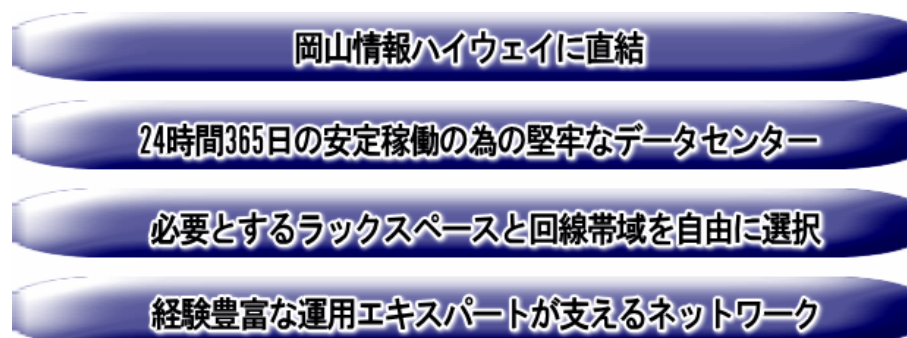 岡山情報ハイウェイに直結
24時間365日の安定稼働の為の堅牢なデータセンター
必要とするラックスペースと回線帯域を自由に選択
経験豊富な運用エキスパートが支えるネットワーク